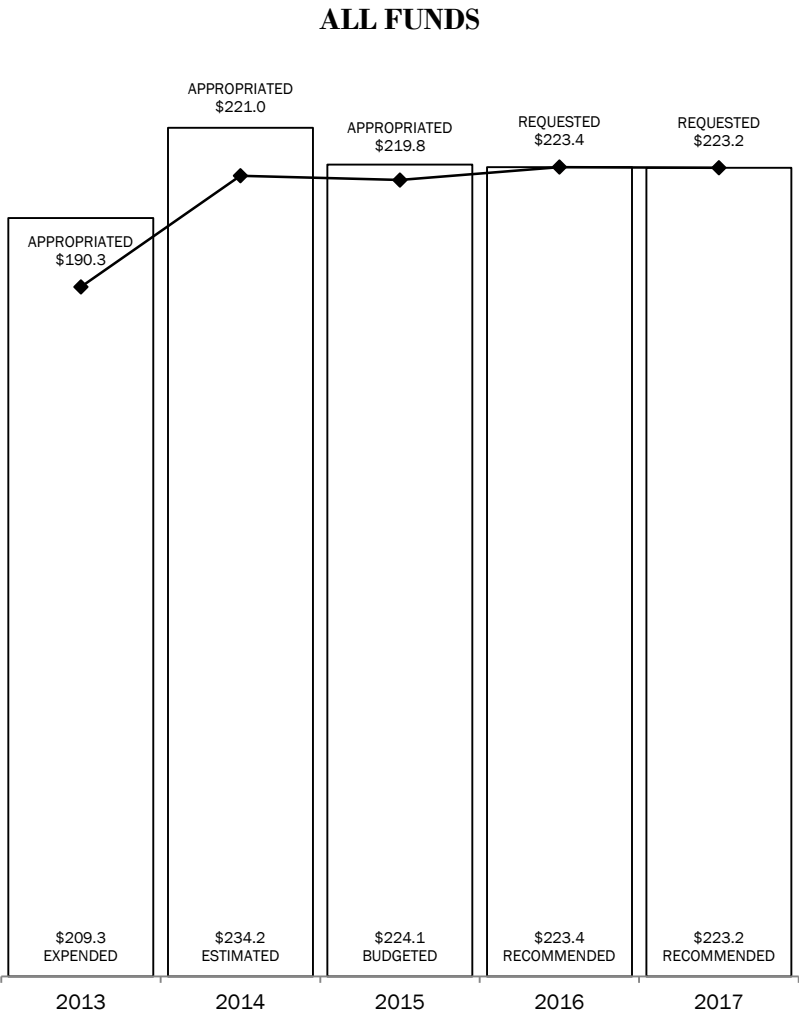 ALL FUNDS
APPROPRIATED
$190.3
APPROPRIATED
$221.0
APPROPRIATED
$219.8
REQUESTED
$223.4
REQUESTED
$223.2
$209.3
EXPENDED
$234.2
ESTIMATED
$224.1
BUDGETED
$223.4
RECOMMENDED
$223.2
RECOMMENDED
2013
2014
2015
2016
2017